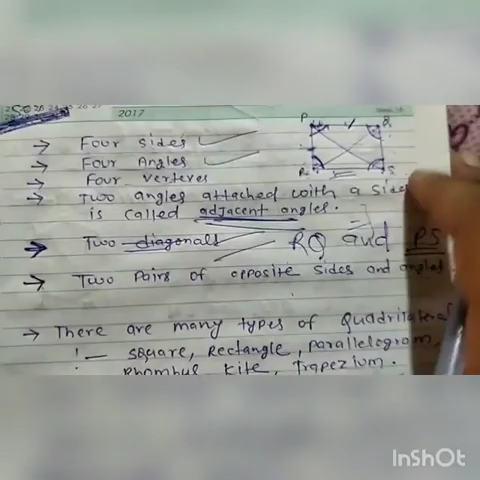 2017
P Q
→ Four sides
→ Four Angles
→ Four verteres
R S
→ Two angles attached with a side
is called adjacent angles.
→ Two diagonals RQ and PS
→ Two Pairs of opposite sides and angles
→ There are many types of Quadrilateral
!— square, Rectangle, parallelogram,
Rhombus Kite, Trapezium.
InShOt